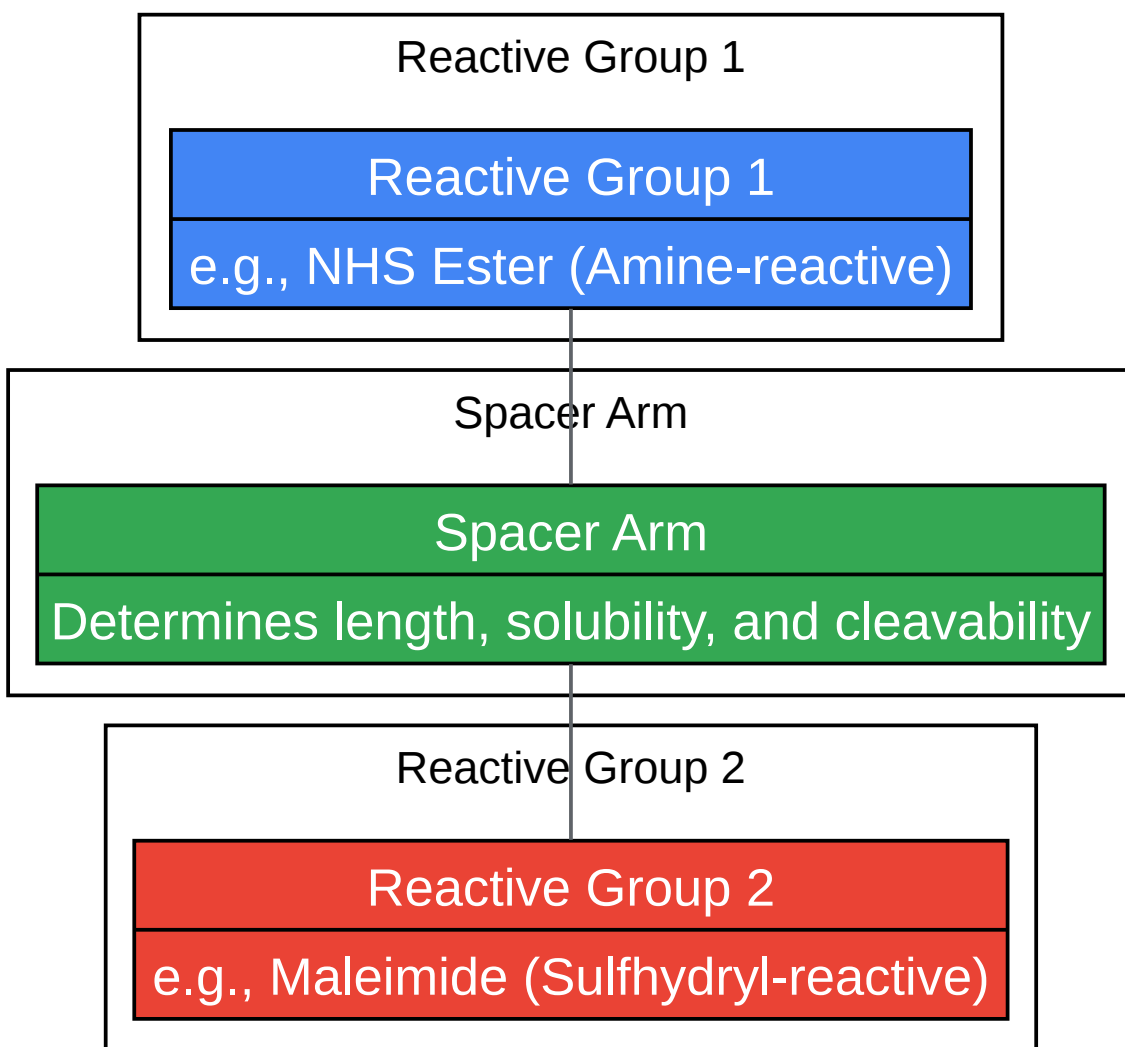 Reactive Group 1
Reactive Group 1
e.g., NHS Ester (Amine-reactive)
Spacer Arm
Spacer Arm
Determines length, solubility, and cleavability
Reactive Group 2
Reactive Group 2
e.g., Maleimide (Sulfhydryl-reactive)